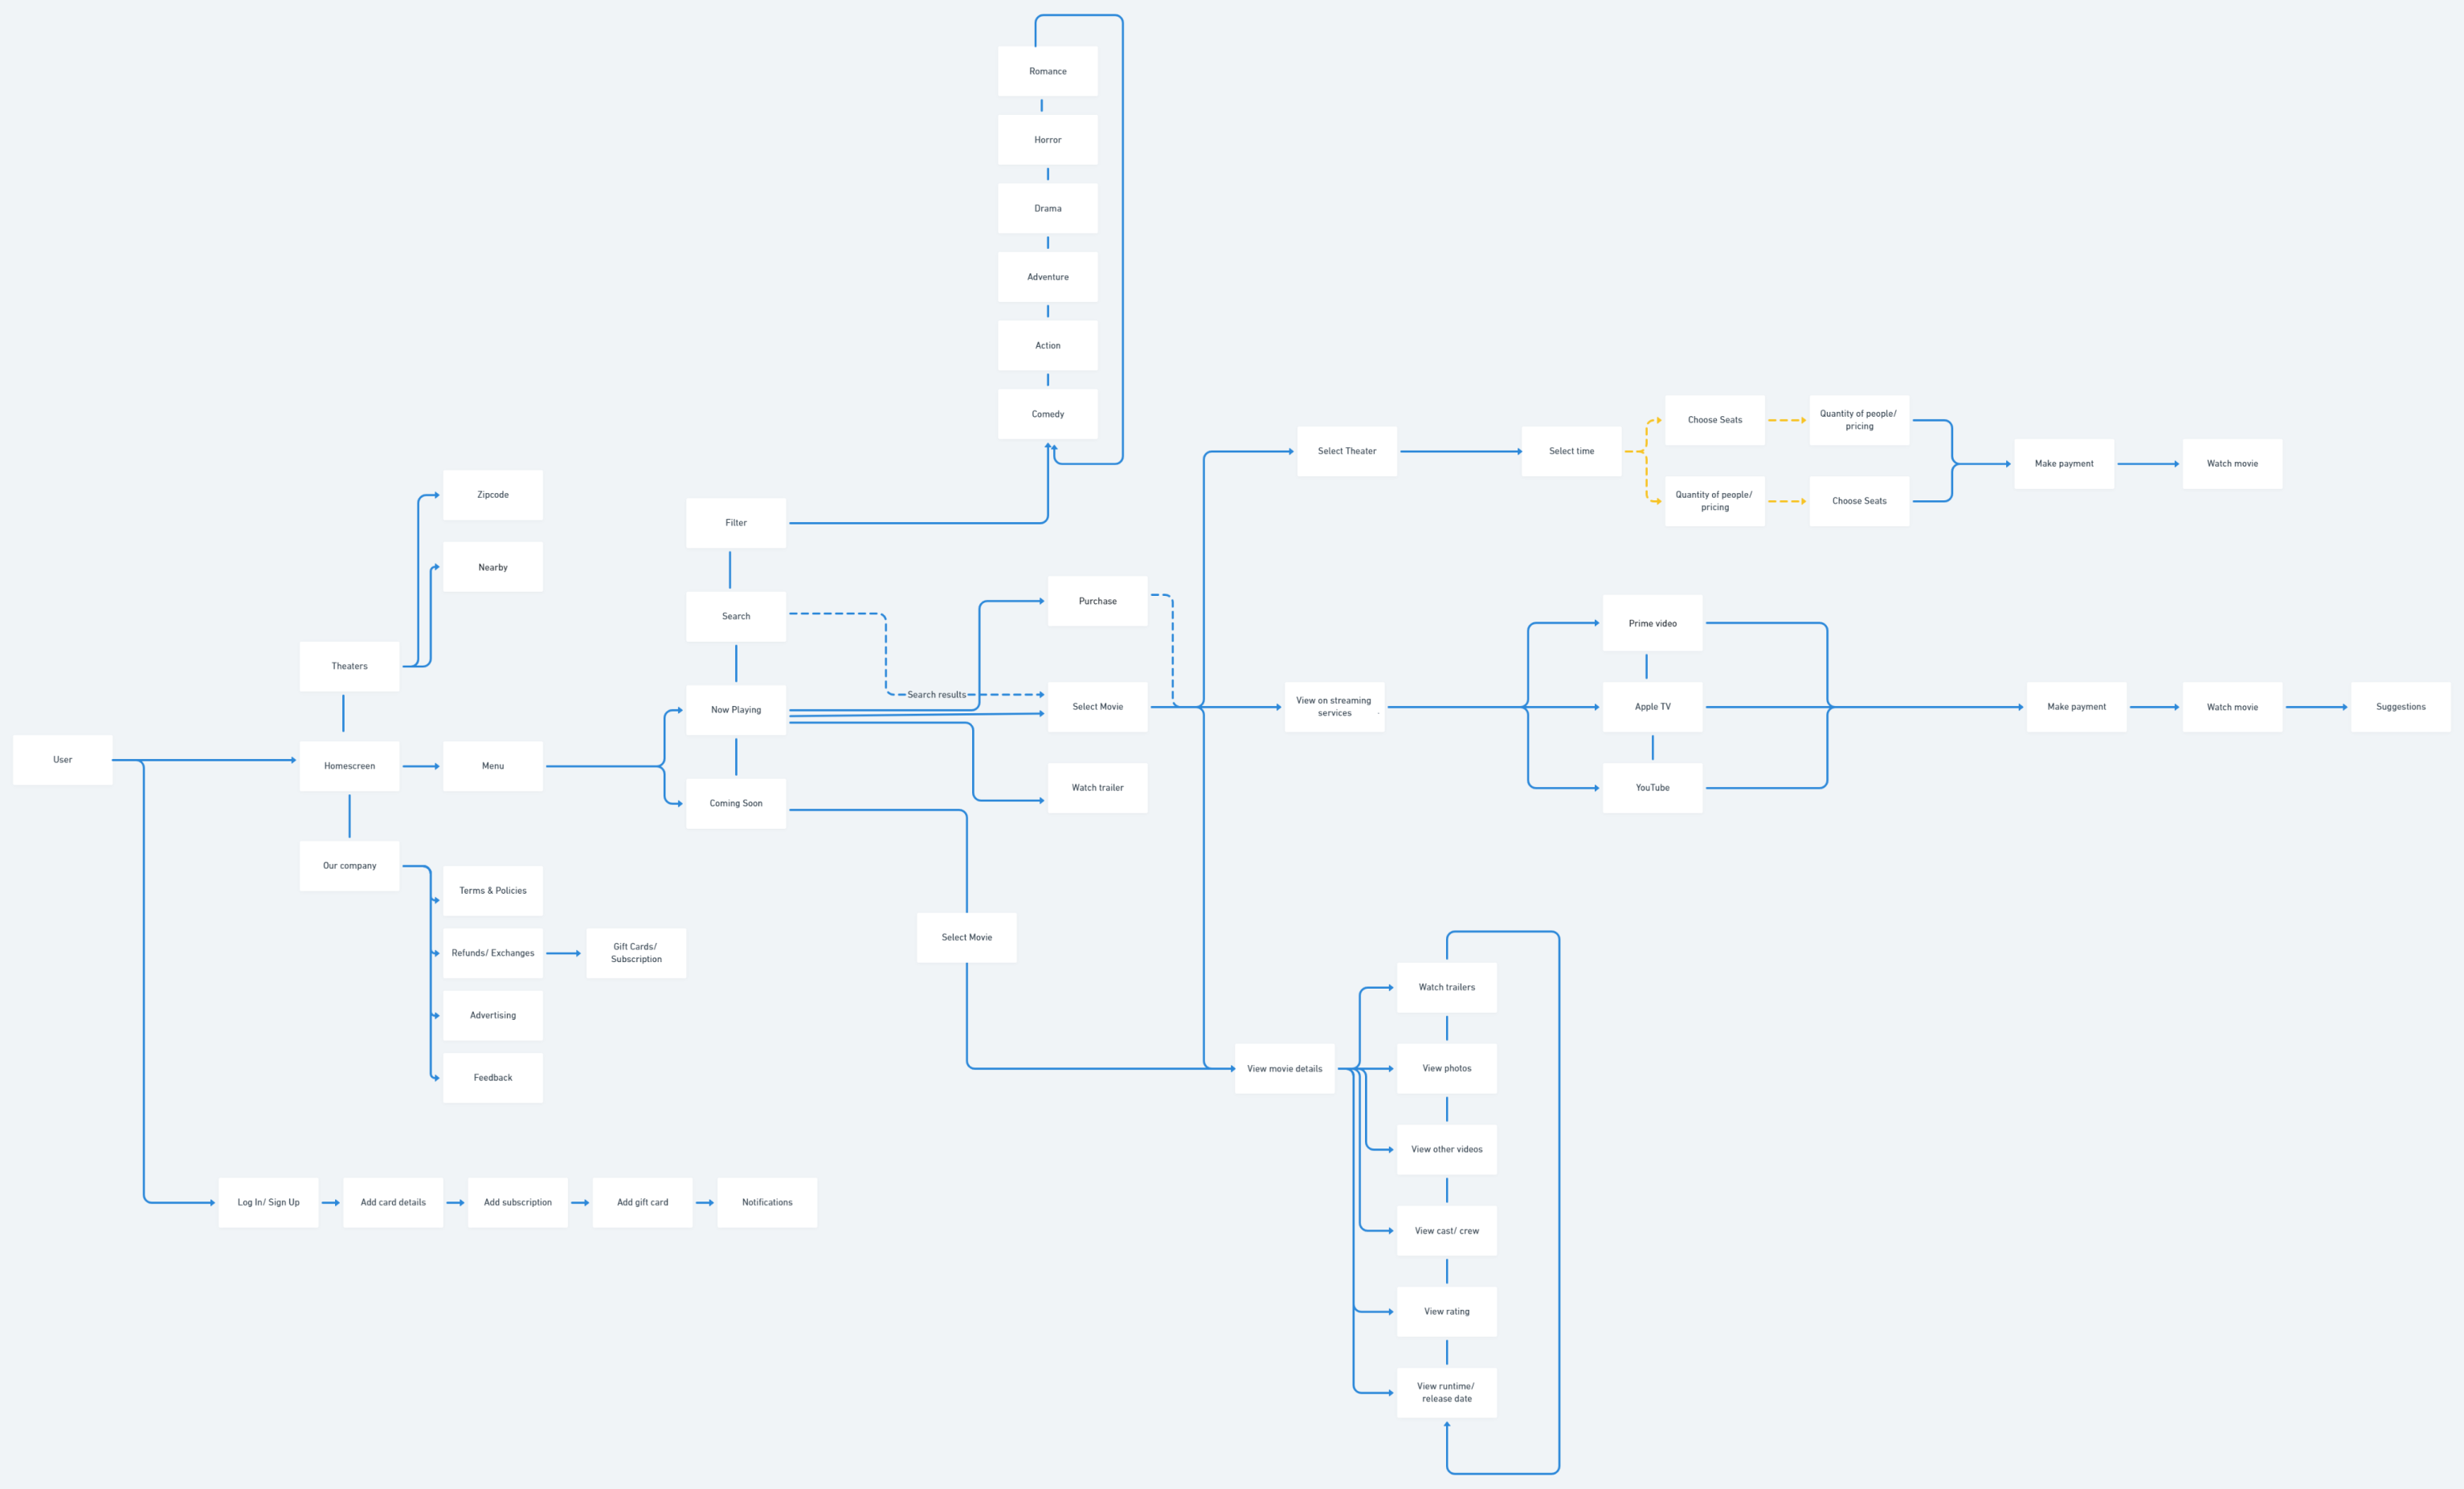 Romance
Horror
Drama
Adventure
Action
Comedy
Choose Seats
Quantity of people/
pricing
Select Theater
Select time
Quantity of people/
pricing
Choose Seats
Make payment
Watch movie
Zipcode
Nearby
Theaters
Filter
Search
Search results
Now Playing
Coming Soon
Purchase
Select Movie
Watch trailer
View on streaming
services
Prime video
Apple TV
YouTube
Make payment
Watch movie
Suggestions
User
Homescreen
Menu
Our company
Terms & Policies
Refunds/ Exchanges
Gift Cards/
Subscription
Advertising
Feedback
Select Movie
View movie details
Watch trailers
View photos
View other videos
View cast/ crew
View rating
View runtime/
release date
Log In/ Sign Up
Add card details
Add subscription
Add gift card
Notifications